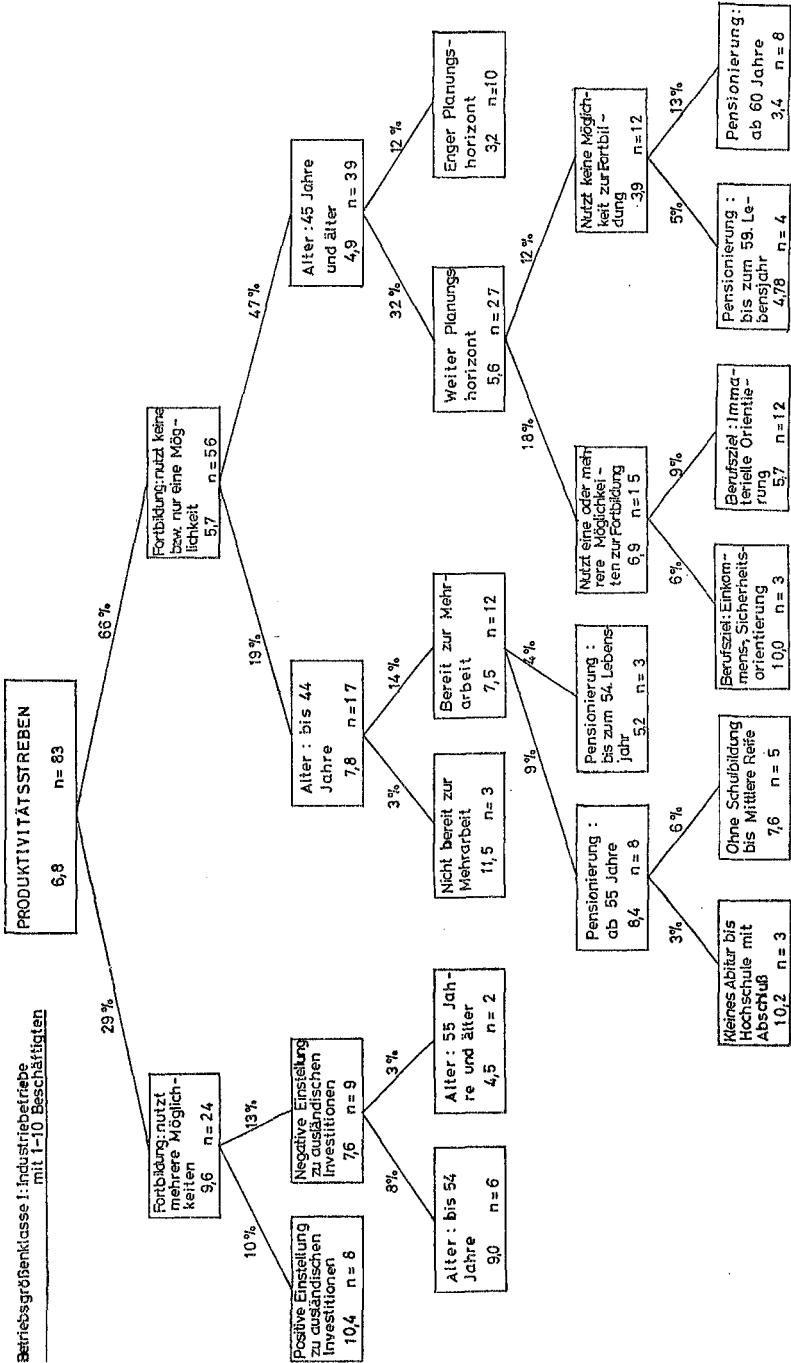 Betriebsgrößenklasse I: Industriebetriebe
mit 1-10 Beschäftigten
PRODUKTIVITÄTSSTREBEN
6,8 n= 83
29%
66%
Fortbildung: nutzt
mehrere Möglich-
keiten
9,6 n= 24
Fortbildung: nutzt keine
bzw. nur eine Mög-
lichkeit
5,7 n=56
10%
13%
19%
47%
Positive Einstellung
zu ausländischen
Investitionen
10,4 n= 8
Negative Einstellung
zu ausländischen
Investitionen
7,6 n= 9
Alter: bis 44
Jahre
7,8 n=17
Alter: 45 Jahre
und älter
4,9 n= 39
8%
3%
3%
14%
32%
12%
Alter: bis 54
Jahre
9,0 n= 6
Alter: 55 Jah-
re und älter
4,5 n= 2
Nicht bereit zur
Mehrarbeit
11,5 n= 3
Bereit zur Mehr-
arbeit
7,5 n=12
Weiter Planungs
horizont
5,6 n=27
Enger Planungs-
horizont
3,2 n=10
9%
4%
18%
12%
Pensionierung:
ab 55 Jahre
8,4 n= 8
Pensionierung:
bis zum 54. Lebens-
jahr
5,2 n= 3
Nutzt eine oder meh
rere Möglichkei-
ten zur Fortbildung
6,9 n=15
Nutzt keine Möglich-
keit zur Fortbil-
dung
3,9 n=12
3%
6%
6%
9%
5%
13%
Kleines Abitur bis
Hochschule mit
Abschluß
10,2 n= 3
Ohne Schulbildung
bis Mittlere Reife
7,6 n= 5
Berufsziel: Einkom-
mens-, Sicherheits-
orientierung
10,0 n= 3
Berufsziel: Imma-
terielle Orientie-
rung
5,7 n=12
Pensionierung:
bis zum 59. Le-
bensjahr
4,78 n= 4
Pensionierung:
ab 60 Jahre
3,4 n= 8